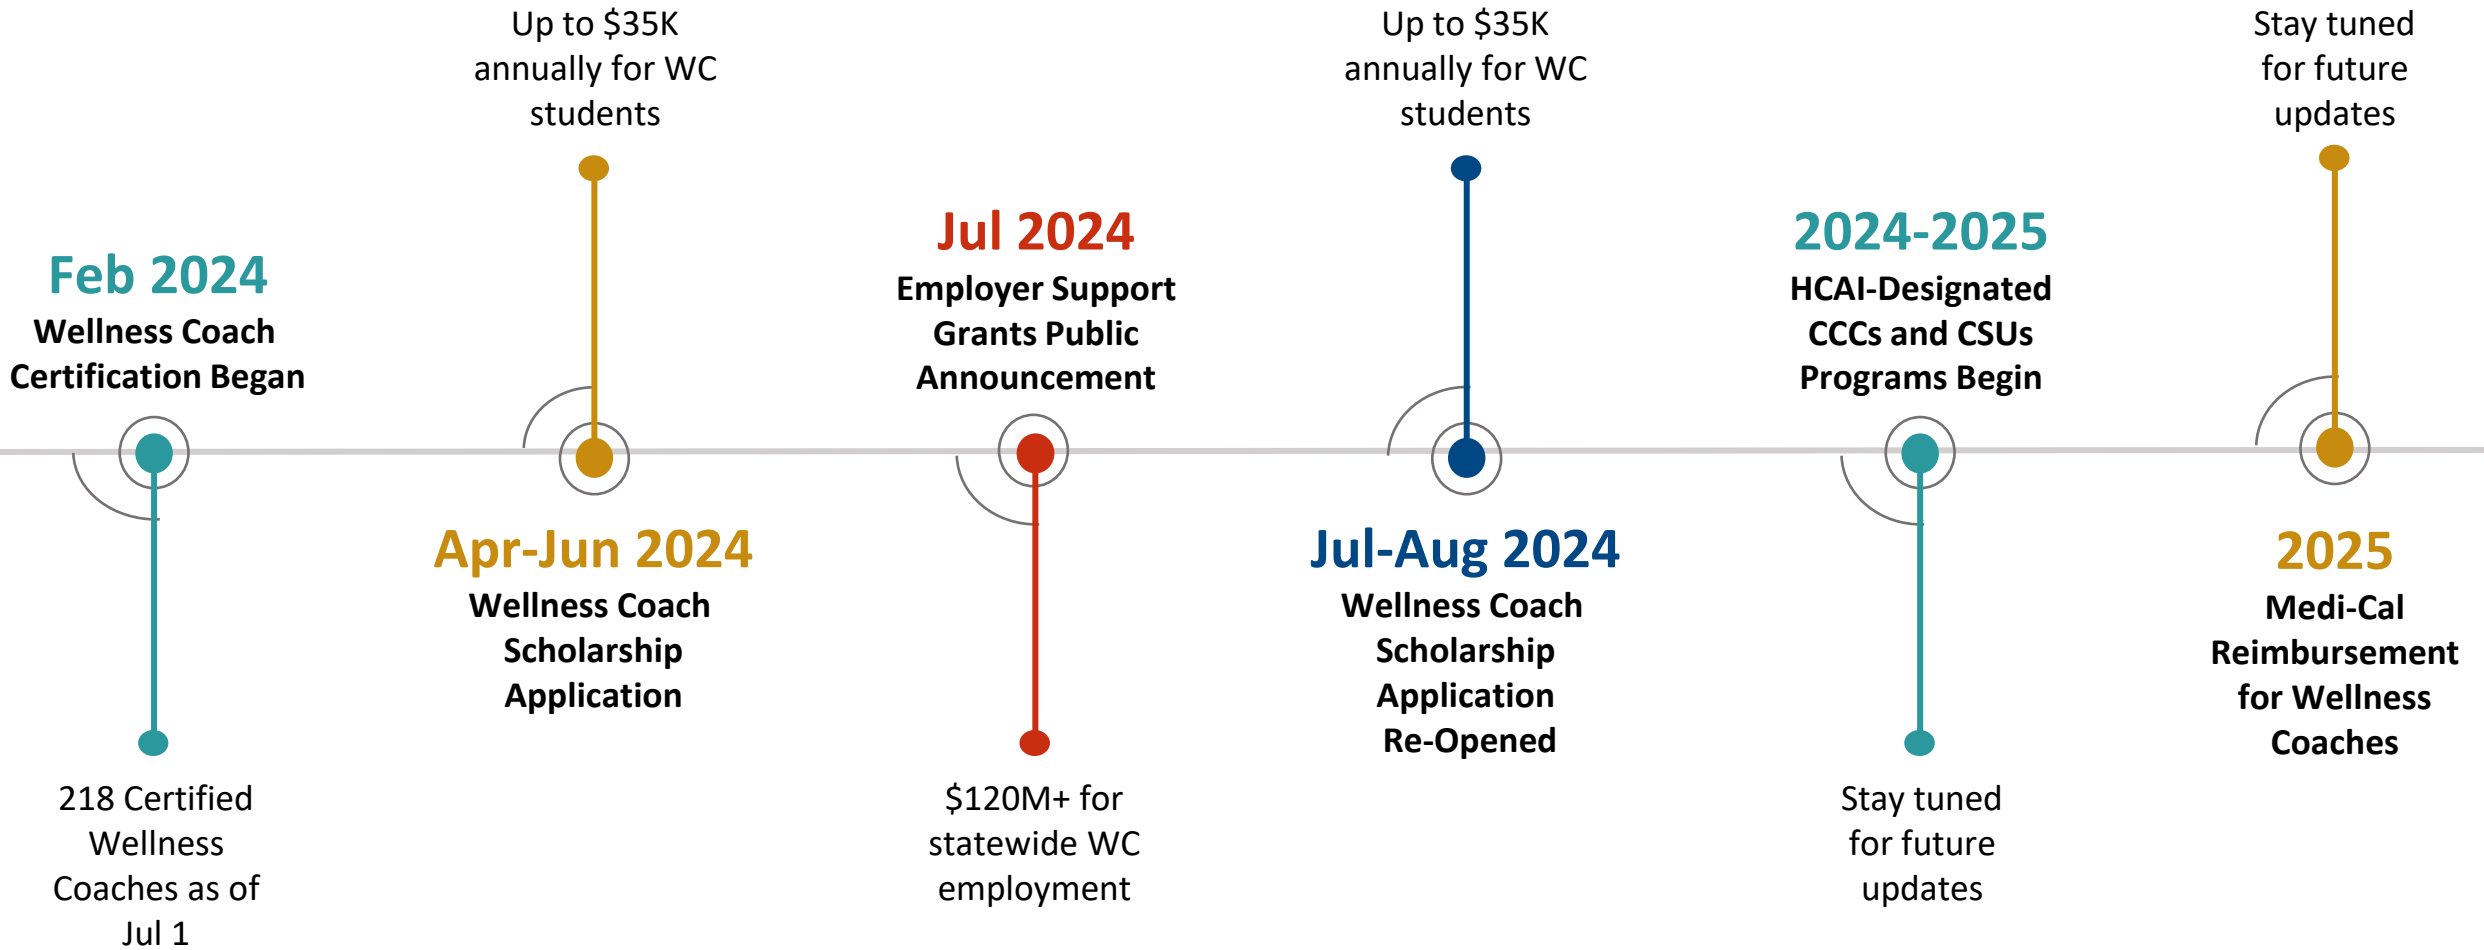 Feb 2024
Wellness Coach
Certification Began
218 Certified
Wellness
Coaches as of
Jul 1
Up to $35K
annually for WC
students
Apr-Jun 2024
Wellness Coach
Scholarship
Application
Jul 2024
Employer Support
Grants Public
Announcement
$120M+ for
statewide WC
employment
Up to $35K
annually for WC
students
Jul-Aug 2024
Wellness Coach
Scholarship
Application
Re-Opened
2024-2025
HCAI-Designated
CCCs and CSUs
Programs Begin
Stay tuned
for future
updates
Stay tuned
for future
updates
2025
Medi-Cal
Reimbursement
for Wellness
Coaches